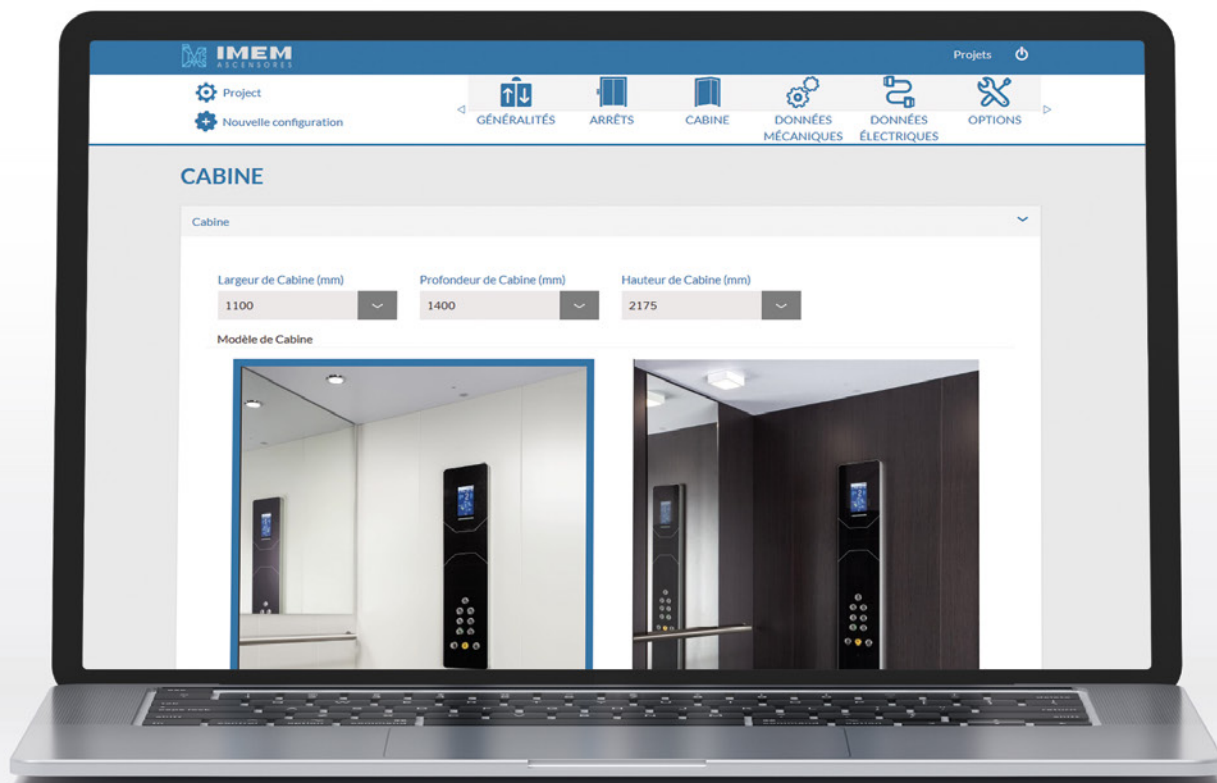 IMEM
ASCENSORES
Projets
Project
Nouvelle configuration
GÉNÉRALITÉS
ARRÊTS
CABINE
DONNÉES
MÉCANIQUES
DONNÉES
ÉLECTRIQUES
OPTIONS
CABINE
Cabine
Largeur de Cabine (mm)
Profondeur de Cabine (mm)
Hauteur de Cabine (mm)
1100
1400
2175
Modèle de Cabine